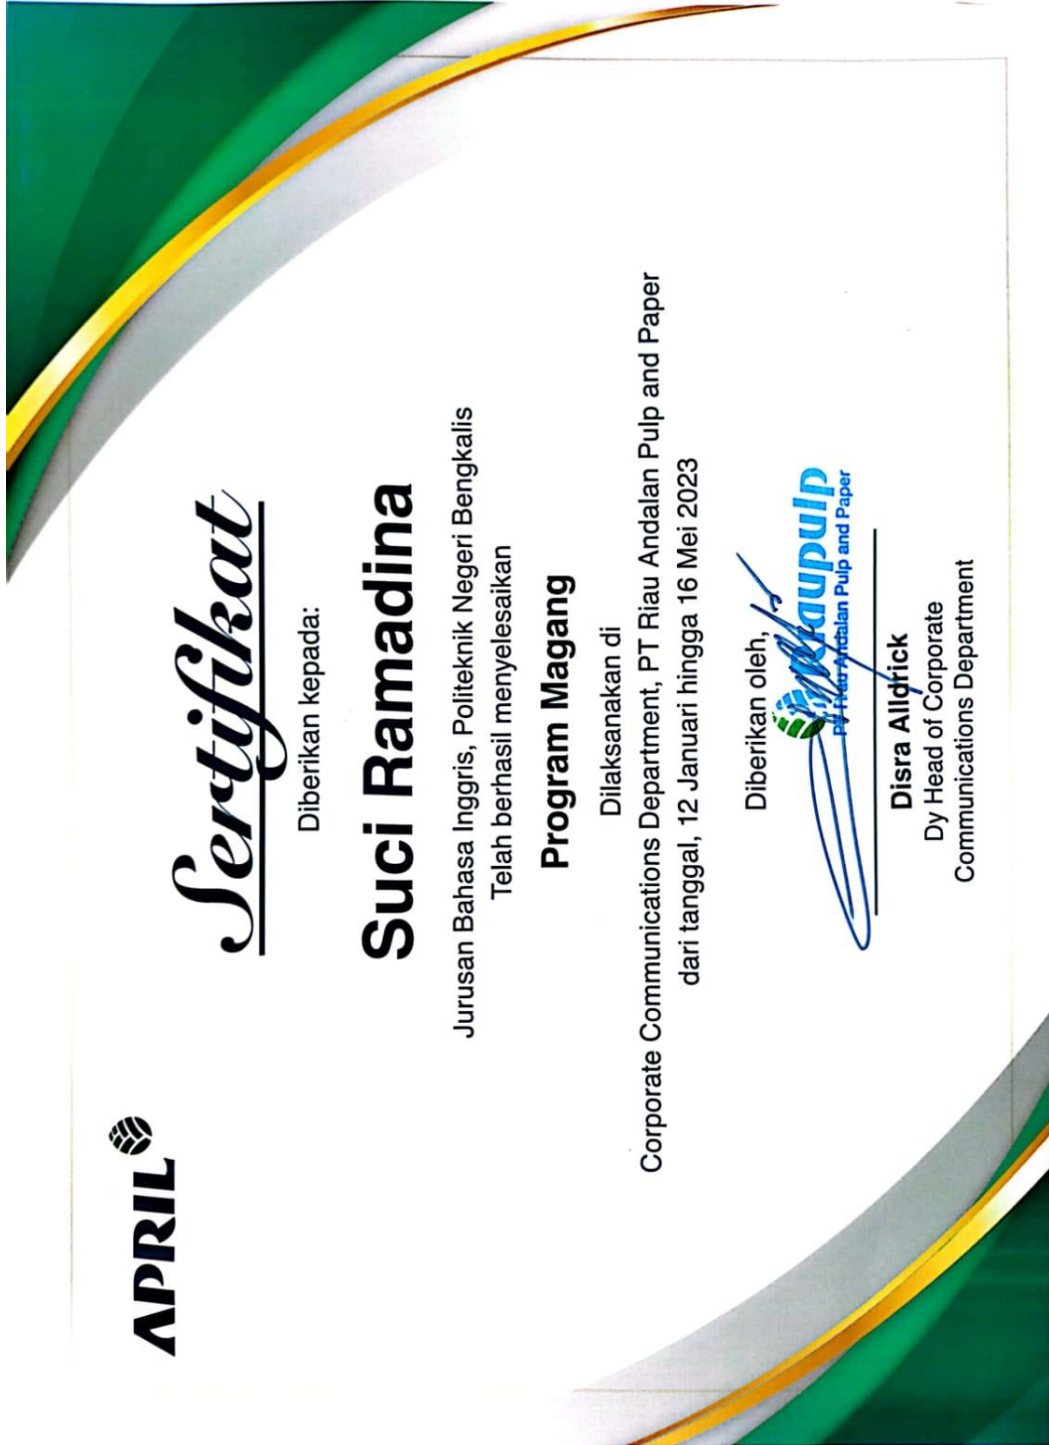 APRIL
Sertifikat
Diberikan kepada:
Suci Ramadina
Jurusan Bahasa Inggris, Politeknik Negeri Bengkalis
Telah berhasil menyelesaikan
Program Magang
Dilaksanakan di
Corporate Communications Department, PT Riau Andalan Pulp and Paper
dari tanggal, 12 Januari hingga 16 Mei 2023
Diberikan oleh,
Riaupulp
PT Riau Andalan Pulp and Paper
Disra Alldrick
Dy Head of Corporate
Communications Department